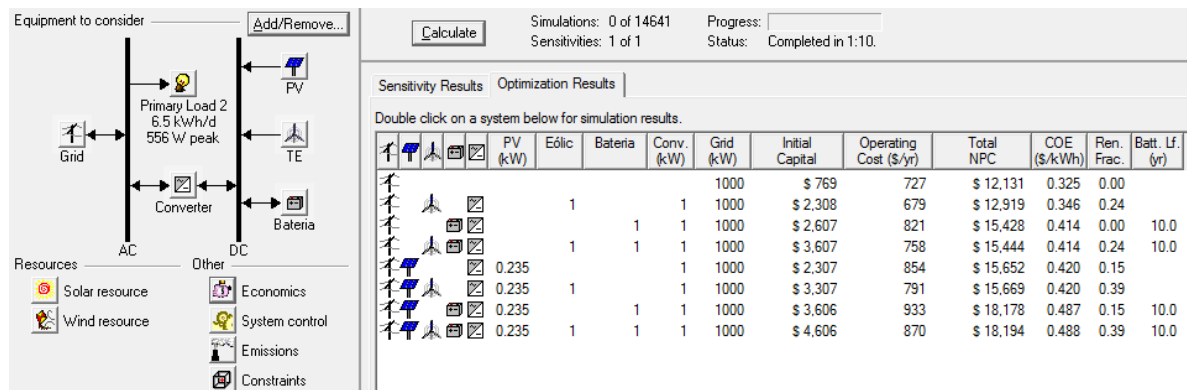 Equipment to consider
Add/Remove...
Primary Load 2
6.5 kWh/d
556 W peak
PV
Grid
TE
Converter
Bateria
AC
DC
Resources
Other
Solar resource
Economics
Wind resource
System control
Emissions
Constraints
Calculate
Simulations: 0 of 14641
Progress:
Sensitivities: 1 of 1
Status: Completed in 1:10.
Sensitivity Results
Optimization Results
Double click on a system below for simulation results.
PV (kW) Eólic Bateria Conv. (kW) Grid (kW) Initial Capital Operating Cost ($/yr) Total NPC COE ($/kWh) Ren. Frac. Batt. Lf. (yr)
1000 $ 769 727 $ 12,131 0.325 0.00
1 1 1000 $ 2,308 679 $ 12,919 0.346 0.24
1 1 1000 $ 2,607 821 $ 15,428 0.414 0.00 10.0
1 1 1 1000 $ 3,607 758 $ 15,444 0.414 0.24 10.0
0.235 1 1000 $ 2,307 854 $ 15,652 0.420 0.15
0.235 1 1 1000 $ 3,307 791 $ 15,669 0.420 0.39
0.235 1 1 1000 $ 3,606 933 $ 18,178 0.487 0.15 10.0
0.235 1 1 1 1000 $ 4,606 870 $ 18,194 0.488 0.39 10.0